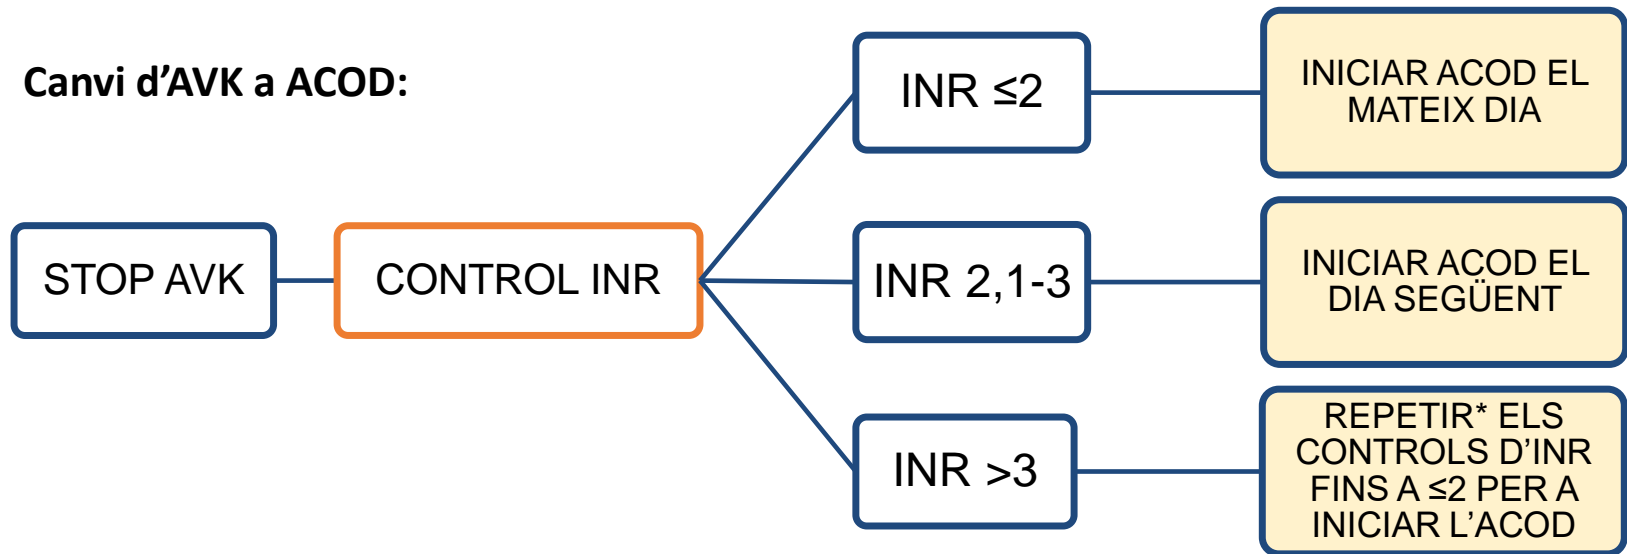 Canvi d’AVK a ACOD:
STOP AVK
CONTROL INR
INR ≤2
INICIAR ACOD EL
MATEIX DIA
INR 2,1-3
INICIAR ACOD EL
DIA SEGÜENT
INR >3
REPETIR* ELS
CONTROLS D’INR
FINS A ≤2 PER A
INICIAR L’ACOD